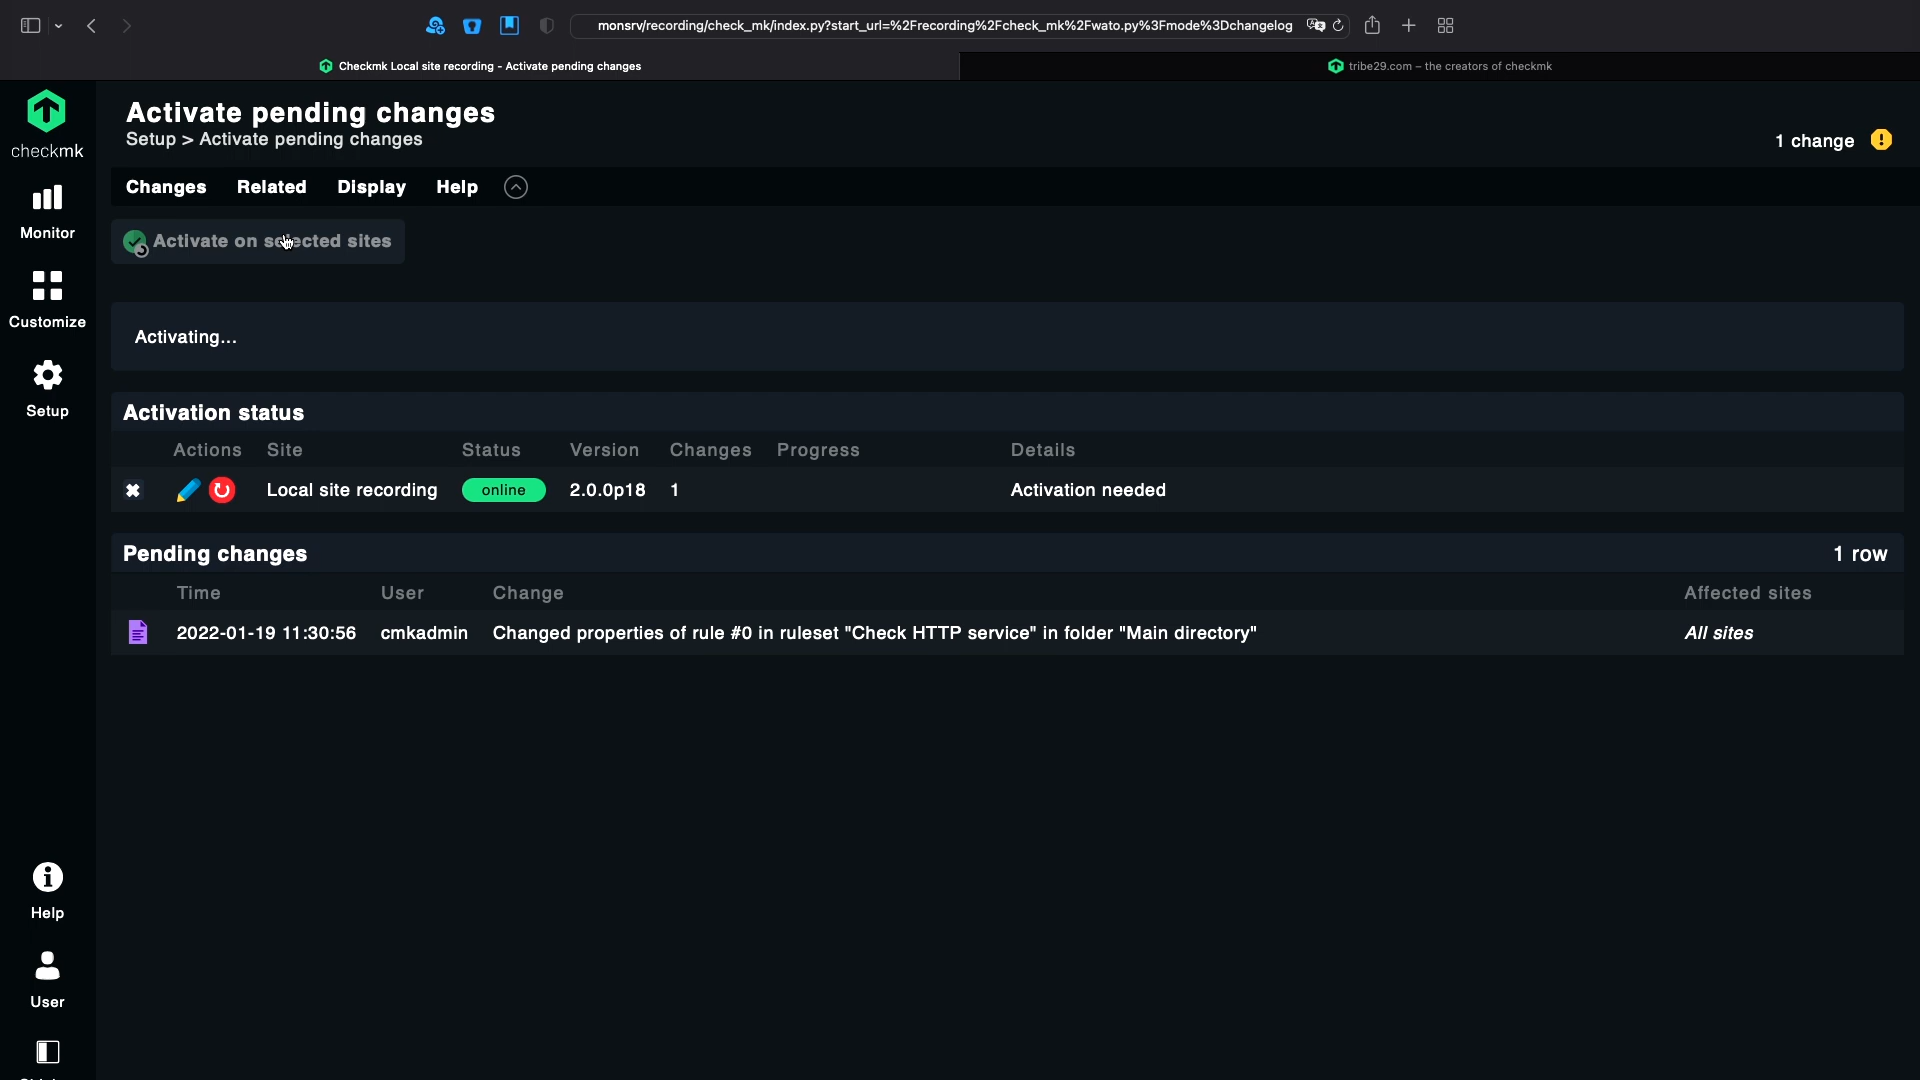 monsrv/recording/check_mk/index.py?start_url=%2Frecording%2Fcheck_mk%2Fwato.py%3Fmode%3Dchangelog
Checkmk Local site recording - Activate pending changes
tribe29.com – the creators of checkmk
checkmk
Monitor
Customize
Setup
Help
User
Activate pending changes
Setup > Activate pending changes
1 change
Changes Related Display Help
Activate on selected sites
Activating...
Activation status
Actions Site Status Version Changes Progress Details
Local site recording online 2.0.0p18 1 Activation needed
Pending changes 1 row
Time User Change Affected sites
2022-01-19 11:30:56 cmkadmin Changed properties of rule #0 in ruleset "Check HTTP service" in folder "Main directory" All sites